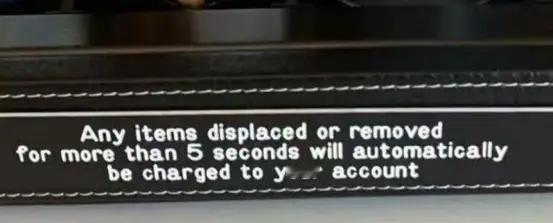 Any items displaced or removed
for more than 5 seconds will automatically
be charged to account